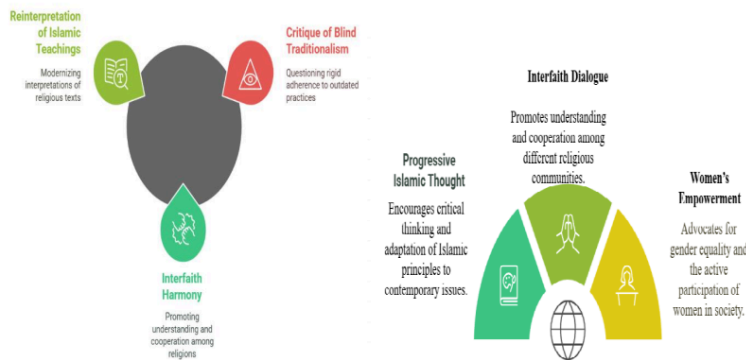 Reinterpretation
of Islamic
Teachings
Modernizing
interpretations of
religious texts
Critique of Blind
Traditionalism
Questioning rigid
adherence to outdated
practices
Interfaith
Harmony
Promoting
understanding and
cooperation among
religions
Progressive
Islamic Thought
Encourages critical
thinking and
adaptation of Islamic
principles to
contemporary issues.
Interfaith Dialogue
Promotes understanding
and cooperation among
different religious
communities.
Women's
Empowerment
Advocates for
gender equality and
the active
participation of
women in society.